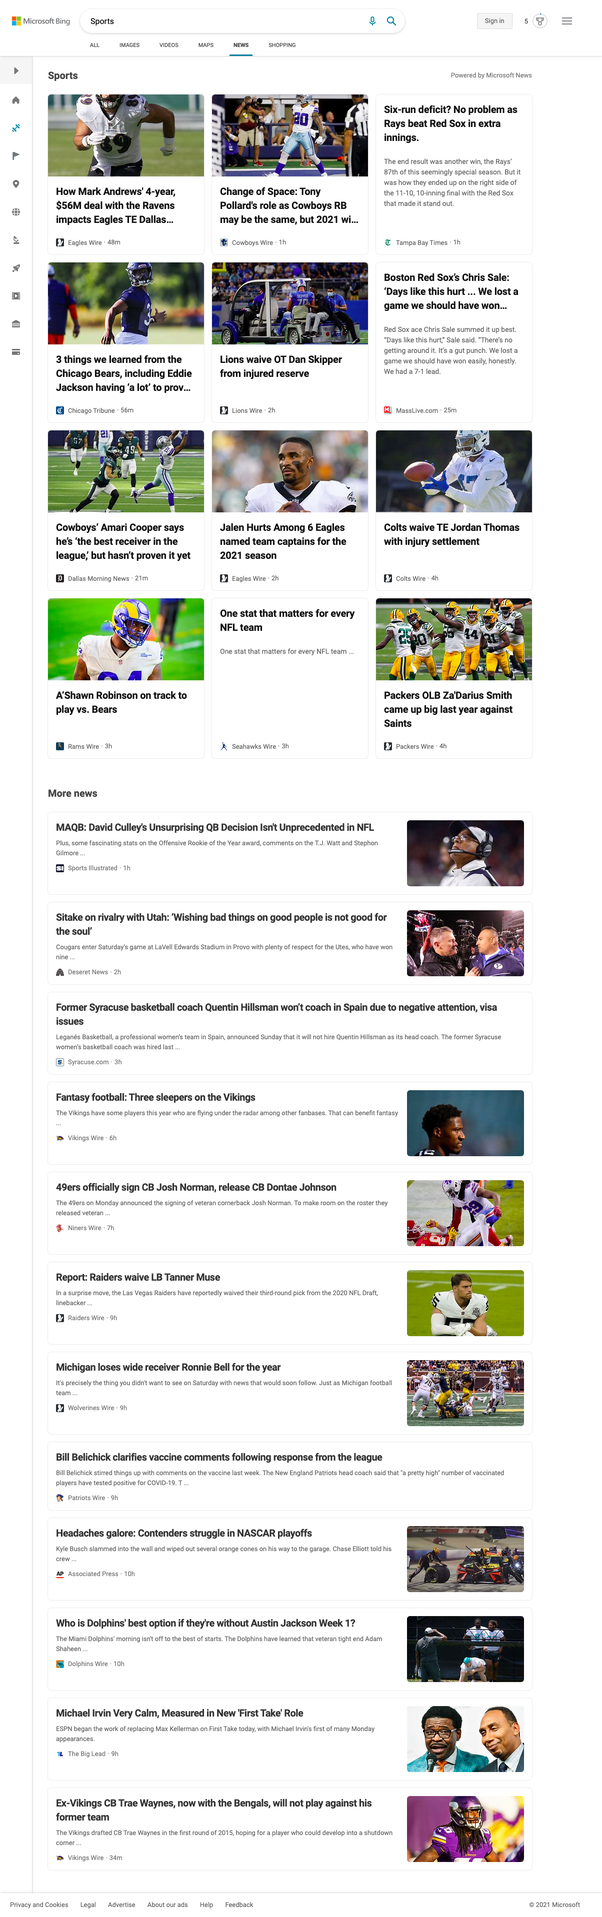 Microsoft Bing
Sports
Sign in
5
ALL
IMAGES
VIDEOS
MAPS
NEWS
SHOPPING
Sports
Powered by Microsoft News
How Mark Andrews' 4-year,
$56M deal with the Ravens
impacts Eagles TE Dallas...
Eagles Wire · 48m
Change of Space: Tony
Pollard's role as Cowboys RB
may be the same, but 2021 wi...
Cowboys Wire · 1h
Six-run deficit? No problem as
Rays beat Red Sox in extra
innings.
The end result was another win, the Rays'
87th of this seemingly special season. But it
was how they ended up on the right side of
the 11-10, 10-inning final with the Red Sox
that made it stand out.
Tampa Bay Times · 1h
3 things we learned from the
Chicago Bears, including Eddie
Jackson having 'a lot' to prov...
Chicago Tribune · 56m
Lions waive OT Dan Skipper
from injured reserve
Lions Wire · 2h
Boston Red Sox's Chris Sale:
'Days like this hurt ... We lost a
game we should have won...
Red Sox ace Chris Sale summed it up best.
"Days like this hurt," Sale said. "There's no
getting around it. It's a gut punch. We lost a
game we should have won easily, honestly.
We had a 7-1 lead.
MassLive.com · 25m
Cowboys' Amari Cooper says
he's 'the best receiver in the
league,' but hasn't proven it yet
Dallas Morning News · 21m
Jalen Hurts Among 6 Eagles
named team captains for the
2021 season
Eagles Wire · 2h
Colts waive TE Jordan Thomas
with injury settlement
Colts Wire · 4h
A'Shawn Robinson on track to
play vs. Bears
Rams Wire · 3h
One stat that matters for every
NFL team
One stat that matters for every NFL team ...
Seahawks Wire · 3h
Packers OLB Za'Darius Smith
came up big last year against
Saints
Packers Wire · 4h
More news
MAQB: David Culley's Unsurprising QB Decision Isn't Unprecedented in NFL
Plus, some fascinating stats on the Offensive Rookie of the Year award, comments on the T.J. Watt and Stephon
Gilmore ...
Sports Illustrated · 1h
Sitake on rivalry with Utah: 'Wishing bad things on good people is not good for
the soul'
Cougars enter Saturday's game at LaVell Edwards Stadium in Provo with plenty of respect for the Utes, who have won
nine ...
Deseret News · 2h
Former Syracuse basketball coach Quentin Hillsman won't coach in Spain due to negative attention, visa
issues
Leganés Basketball, a professional women's team in Spain, announced Sunday that it will not hire Quentin Hillsman as its head coach. The former Syracuse
women's basketball coach was hired last ...
Syracuse.com · 3h
Fantasy football: Three sleepers on the Vikings
The Vikings have some players this year who are flying under the radar among other fanbases. That can benefit fantasy
...
Vikings Wire · 6h
49ers officially sign CB Josh Norman, release CB Dontae Johnson
The 49ers on Monday announced the signing of veteran cornerback Josh Norman. To make room on the roster they
released veteran ...
Niners Wire · 7h
Report: Raiders waive LB Tanner Muse
In a surprise move, the Las Vegas Raiders have reportedly waived their third-round pick from the 2020 NFL Draft,
linebacker ...
Raiders Wire · 9h
Michigan loses wide receiver Ronnie Bell for the year
It's precisely the thing you didn't want to see on Saturday with news that would soon follow. Just as Michigan football
team ...
Wolverines Wire · 9h
Bill Belichick clarifies vaccine comments following response from the league
Bill Belichick stirred things up with comments on the vaccine last week. The New England Patriots head coach said that "a pretty high" number of vaccinated
players have tested positive for COVID-19. T ...
Patriots Wire · 9h
Headaches galore: Contenders struggle in NASCAR playoffs
Kyle Busch slammed into the wall and wiped out several orange cones on his way to the garage. Chase Elliott told his
crew ...
AP Associated Press · 10h
Who is Dolphins' best option if they're without Austin Jackson Week 1?
The Miami Dolphins' morning isn't off to the best of starts. The Dolphins have learned that veteran tight end Adam
Shaheen ...
Dolphins Wire · 10h
Michael Irvin Very Calm, Measured in New 'First Take' Role
ESPN began the work of replacing Max Kellerman on First Take today, with Michael Irvin's first of many Monday
appearances.
The Big Lead · 9h
Ex-Vikings CB Trae Waynes, now with the Bengals, will not play against his
former team
The Vikings drafted CB Trae Waynes in the first round of 2015, hoping for a player who could develop into a shutdown
corner ...
Vikings Wire · 34m
Privacy and Cookies
Legal
Advertise
About our ads
Help
Feedback
© 2021 Microsoft